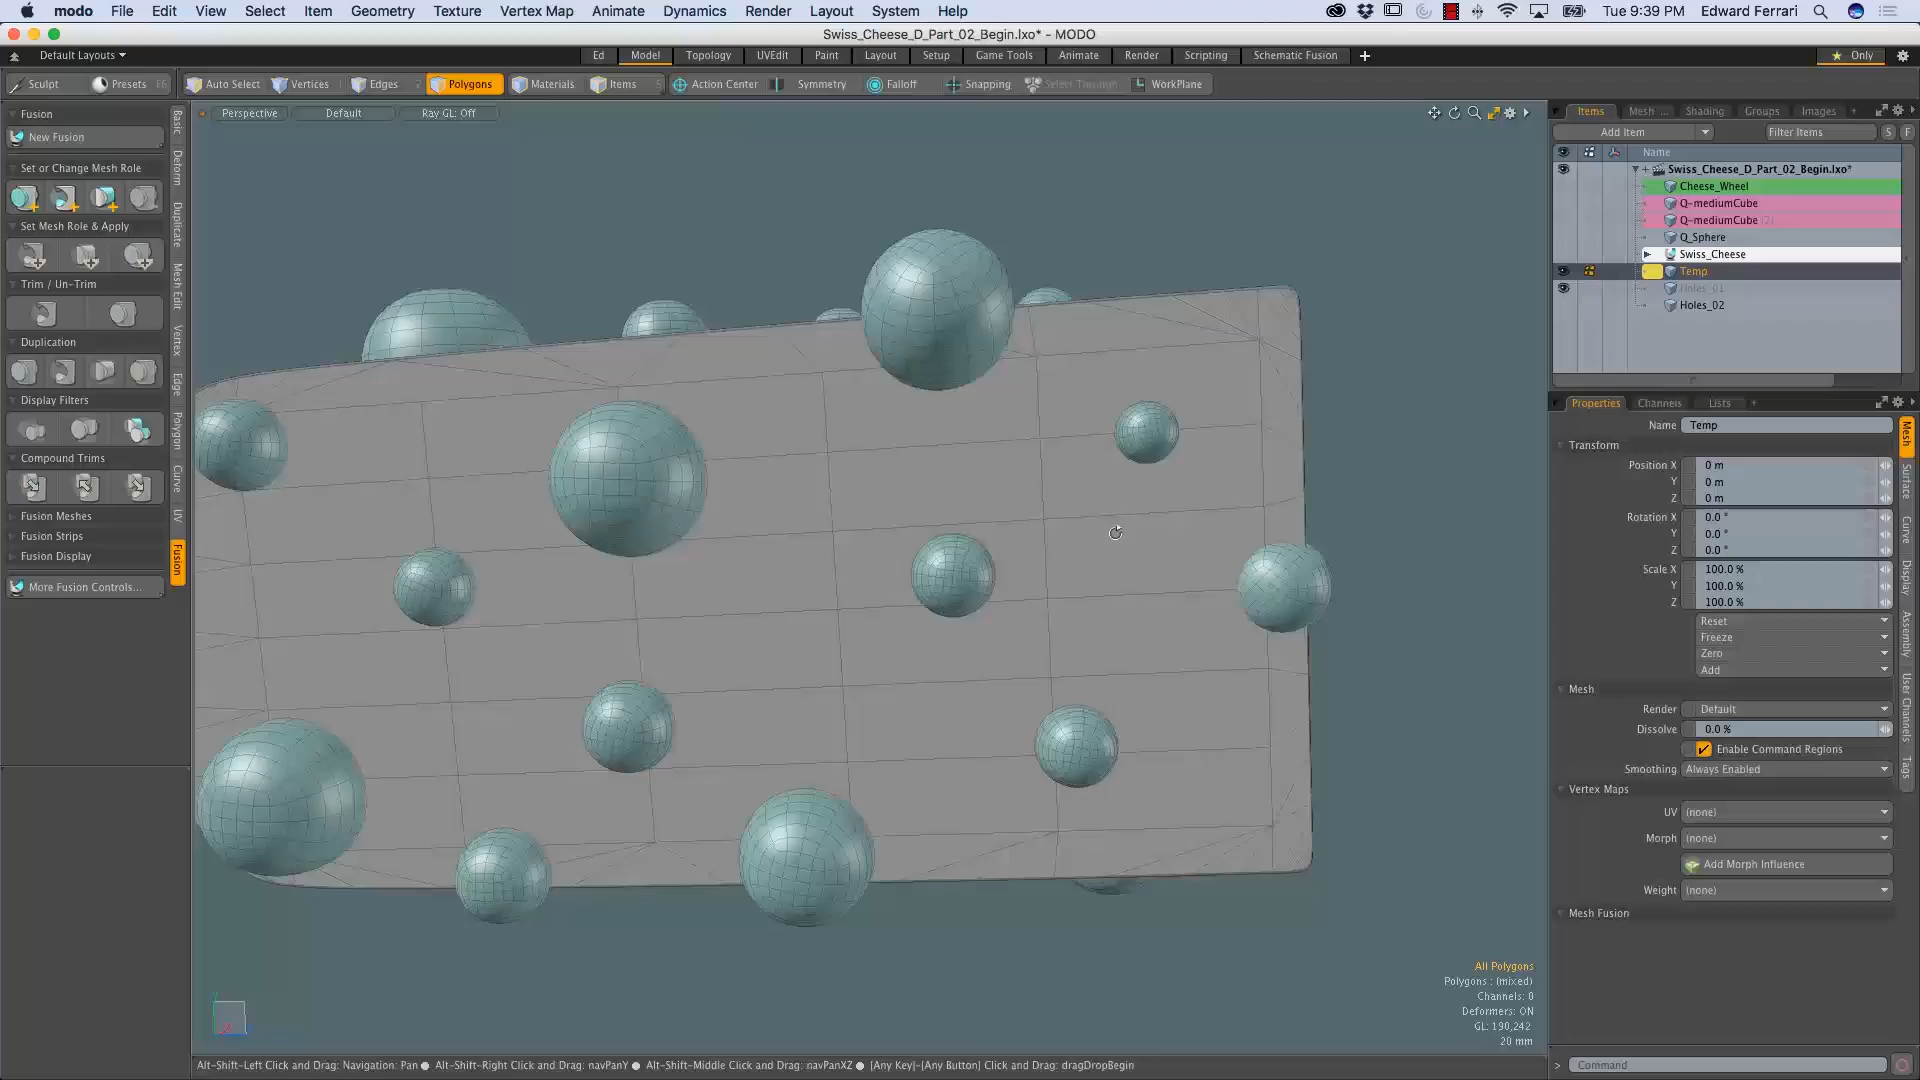 modo File Edit View Select Item Geometry Texture Vertex Map Animate Dynamics Render Layout System Help Tue 9:39 PM Edward Ferrari
Swiss_Cheese_D_Part_02_Begin.lxo* - MODO
Default Layouts Ed Model Topology UVEdit Paint Layout Setup Game Tools Animate Render Scripting Schematic Fusion Only
Sculpt Presets F6 Auto Select Vertices Edges Polygons Materials Items Action Center Symmetry Falloff Snapping Select Through WorkPlane
Fusion
New Fusion
Set or Change Mesh Role
Set Mesh Role & Apply
Trim / Un-Trim
Duplication
Display Filters
Compound Trims
Fusion Meshes
Fusion Strips
Fusion Display
More Fusion Controls...
Basic
Deform
Duplicate
Mesh Edit
Vertex
Edge
Polygon
Curve
UV
Fusion
Perspective Default Ray GL: Off
All Polygons
Polygons : (mixed)
Channels: 0
Deformers: ON
GL: 190,242
20 mm
Alt-Shift-Left Click and Drag: Navigation: Pan Alt-Shift-Right Click and Drag: navPanY Alt-Shift-Middle Click and Drag: navPanXZ [Any Key]-[Any Button] Click and Drag: dragDropBegin
Items Mesh ... Shading Groups Images
Add Item Filter Items S F
Name
Swiss_Cheese_D_Part_02_Begin.lxo*
Cheese_Wheel
Q-mediumCube
Q-mediumCube (2)
Q_Sphere
Swiss_Cheese
Temp
Holes_01
Holes_02
Properties Channels Lists
Name Temp
Transform
Position X 0 m
Y 0 m
Z 0 m
Rotation X 0.0 °
Y 0.0 °
Z 0.0 °
Scale X 100.0 %
Y 100.0 %
Z 100.0 %
Reset
Freeze
Zero
Add
Mesh
Render Default
Dissolve 0.0 %
Enable Command Regions
Smoothing Always Enabled
Vertex Maps
UV (none)
Morph (none)
Add Morph Influence
Weight (none)
Mesh Fusion
Mesh
Surface
Curve
Display
Assembly
User Channels
Tags
Command